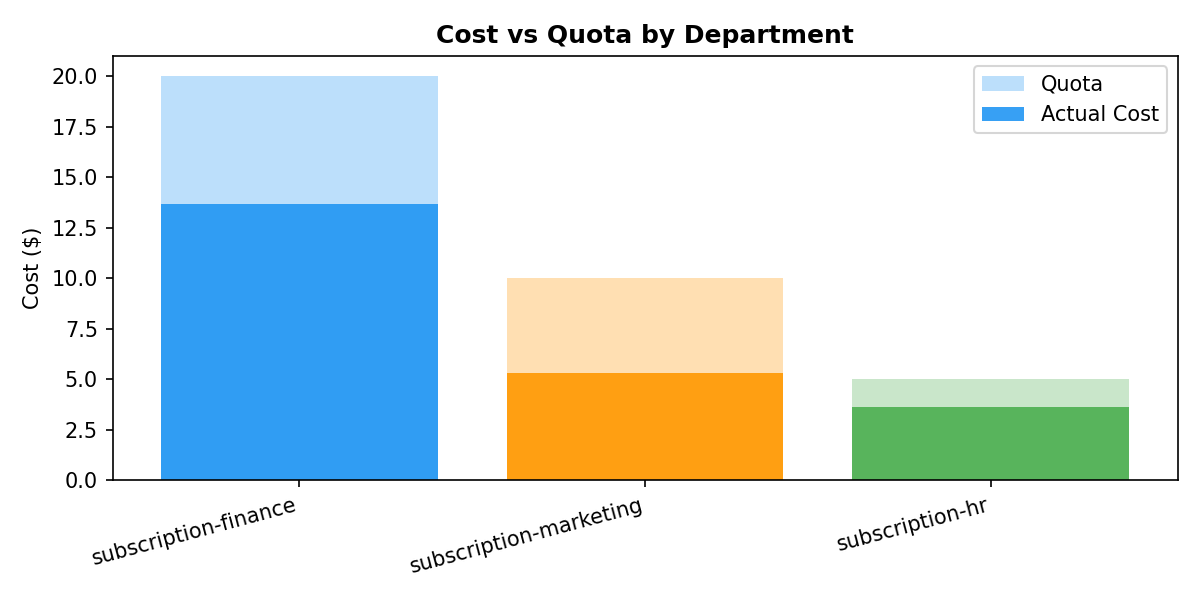 Cost vs Quota by Department
Quota
Actual Cost
Cost ($)
20.0
17.5
15.0
12.5
10.0
7.5
5.0
2.5
0.0
subscription-finance
subscription-marketing
subscription-hr